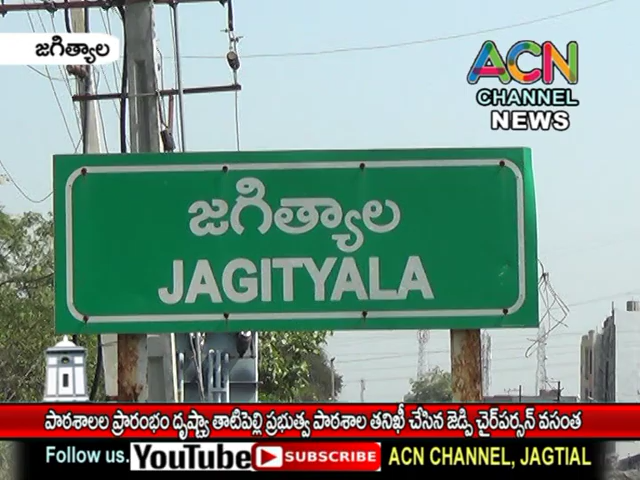 జగిత్యాల
ACN
CHANNEL
NEWS
జగిత్యాల
JAGITYALA
పాఠశాలల ప్రారంభం దృష్ట్యా తాటిపెల్లి ప్రభుత్వ పాఠశాల తనిఖీ చేసిన జెడ్పి చైర్‌పర్సన్ వసంత
Follow us. YouTube SUBSCRIBE ACN CHANNEL, JAGTIAL